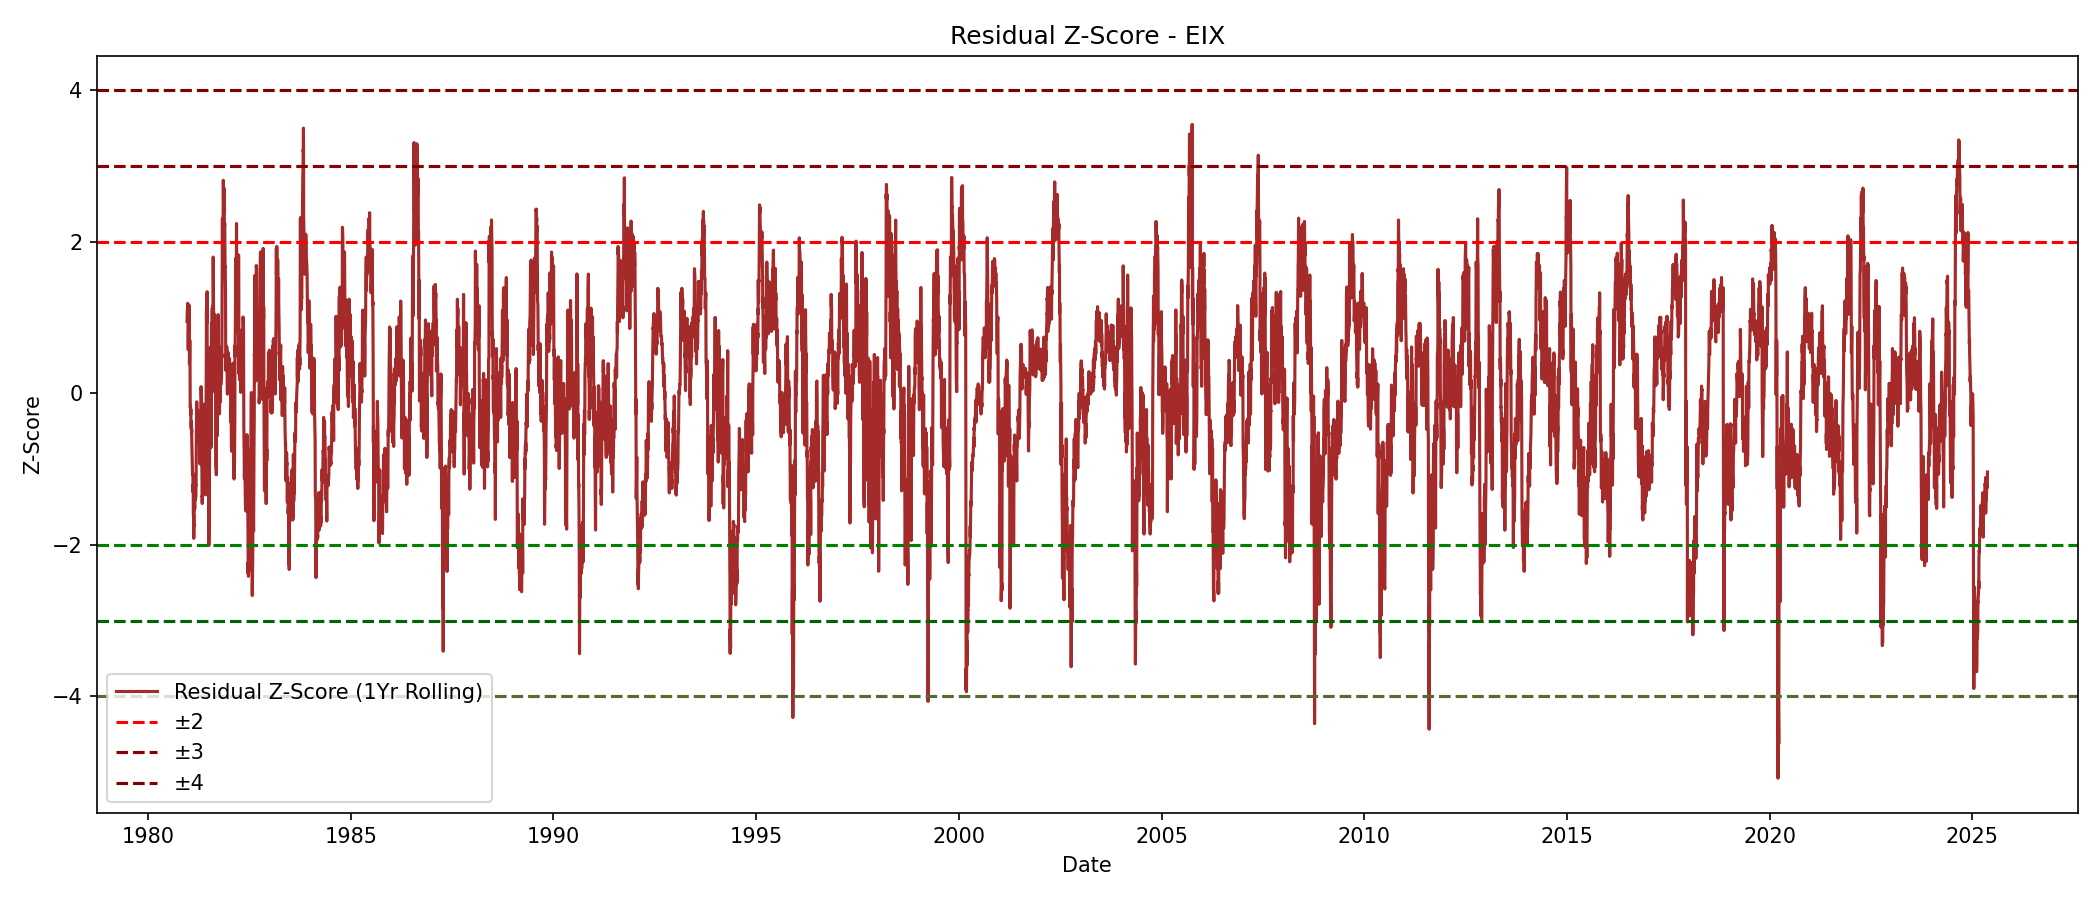 Residual Z-Score - EIX
Z-Score
4
2
0
−2
−4
Residual Z-Score (1Yr Rolling)
±2
±3
±4
1980 1985 1990 1995 2000 2005 2010 2015 2020 2025
Date